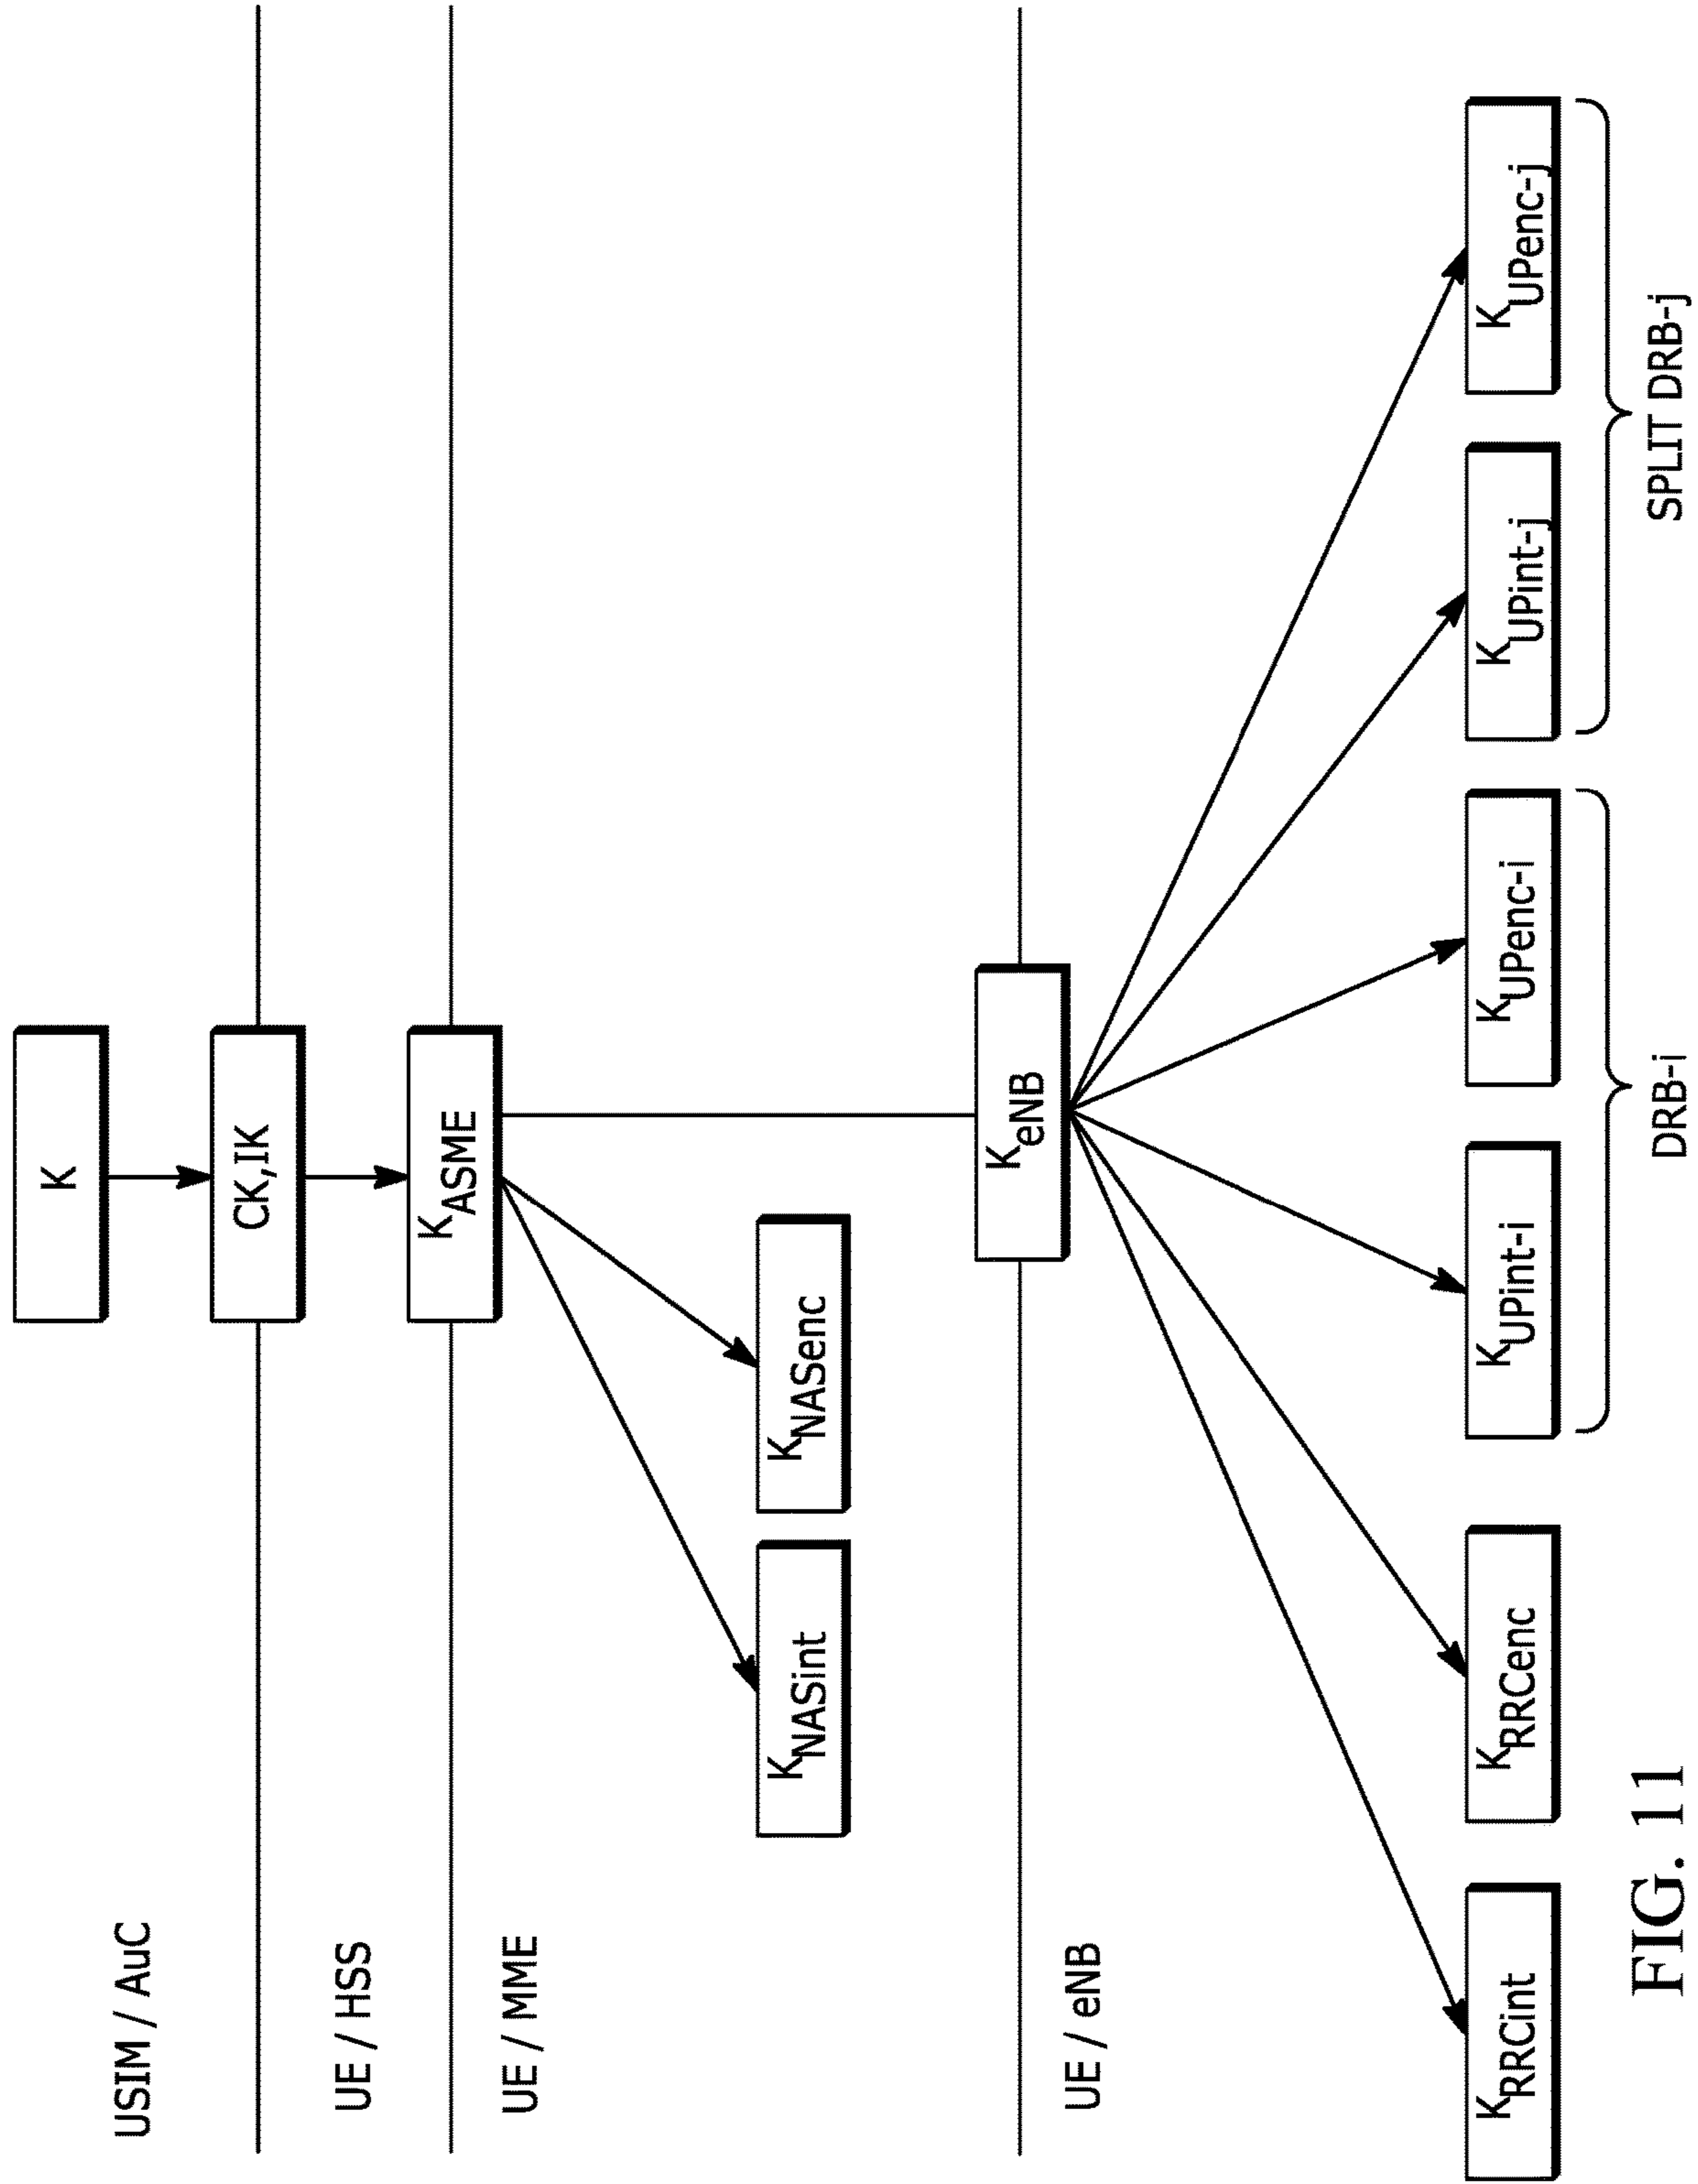 USIM / AuC
K
UE / HSS
CK,IK
UE / MME
KASME
KNASint
KNASenc
UE / eNB
KeNB
KRRCint
KRRCenc
KUPint-i
KUPenc-i
KUPint-j
KUPenc-j
DRB-i
SPLIT DRB-j
FIG. 11